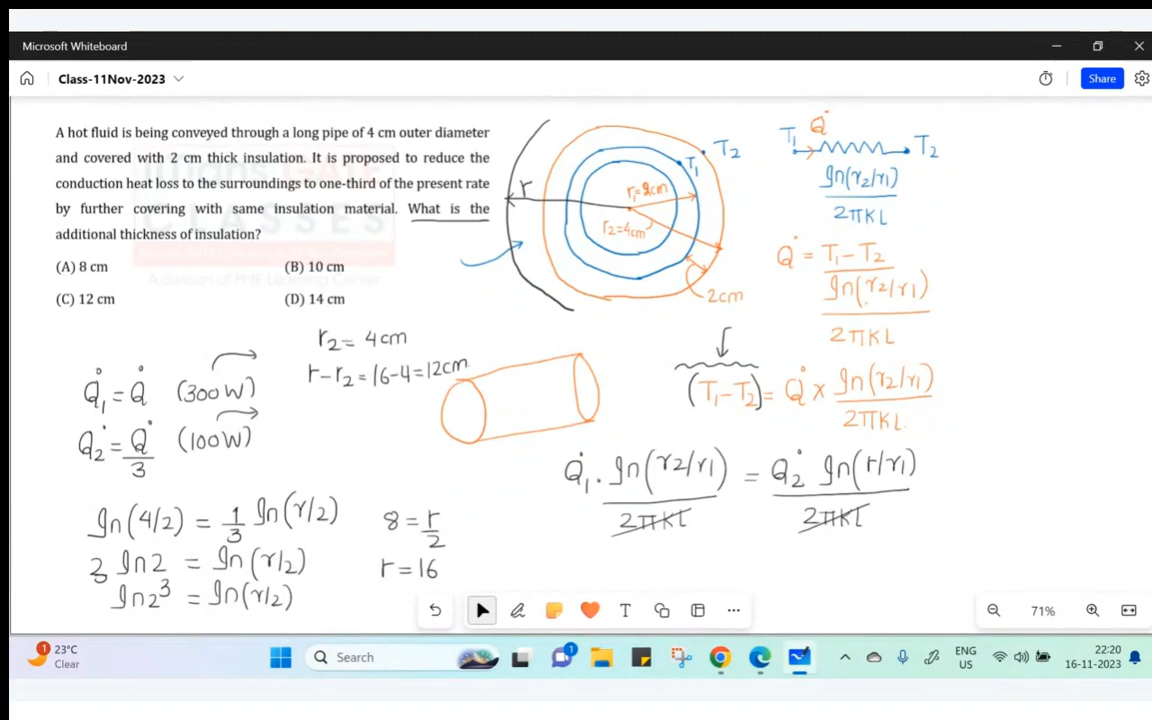 Microsoft Whiteboard
Class-11Nov-2023
Share
A hot fluid is being conveyed through a long pipe of 4 cm outer diameter
and covered with 2 cm thick insulation. It is proposed to reduce the
conduction heat loss to the surroundings to one-third of the present rate
by further covering with same insulation material. What is the
additional thickness of insulation?
(A) 8 cm (B) 10 cm
(C) 12 cm (D) 14 cm
GATE
CLASSES
r
r₁=2cm
r₂=4cm
T₁
T₂
2cm
T₁ Q̇ T₂
ln(r₂/r₁)
2πKL
Q̇ = T₁-T₂
ln(r₂/r₁)
2πKL
(T₁-T₂)= Q̇ × ln(r₂/r₁)
2πKL
r₂= 4cm
r-r₂=16-4=12cm
Q̇₁=Q̇ (300W)
Q̇₂=Q̇ (100W)
3
Q̇₁. ln(r₂/r₁) = Q̇₂ ln(r/r₁)
2πKL 2πKL
ln(4/2) = 1/3 ln(r/2)
3 ln2 = ln(r/2)
ln2³ = ln(r/2)
8=r/2
r=16
71%
1
23°C
Clear
Search
1
ENG
US
22:20
16-11-2023